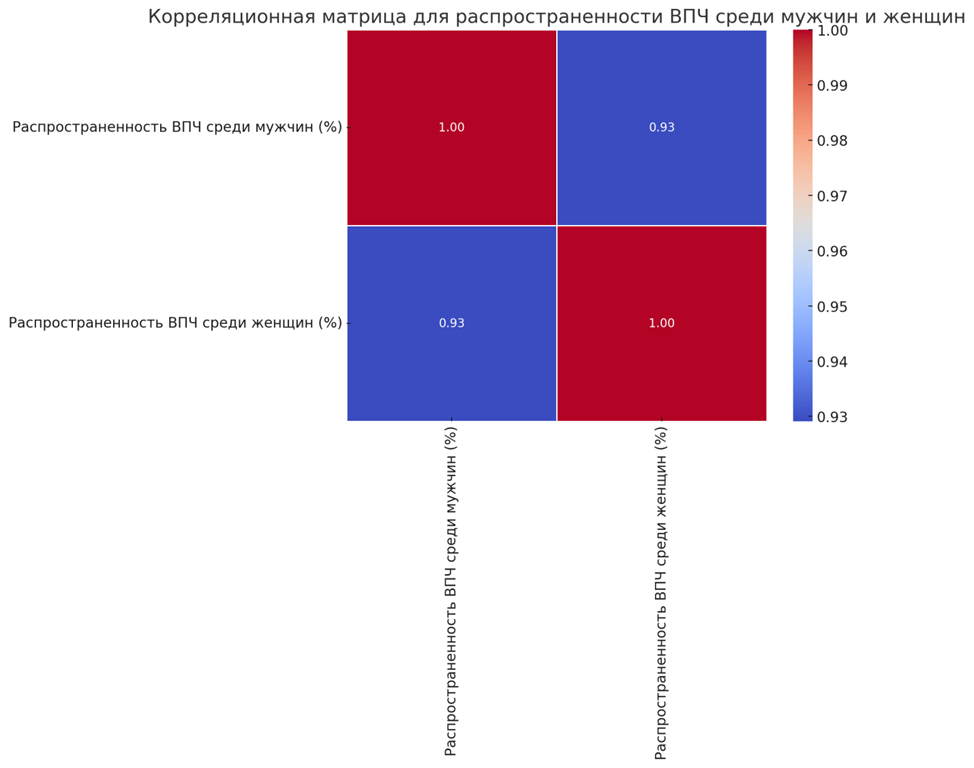 Корреляционная матрица для распространенности ВПЧ среди мужчин и женщин
Распространенность ВПЧ среди мужчин (%)
1.00
0.93
Распространенность ВПЧ среди женщин (%)
0.93
1.00
Распространенность ВПЧ среди мужчин (%)
Распространенность ВПЧ среди женщин (%)
1.00
0.99
0.98
0.97
0.96
0.95
0.94
0.93